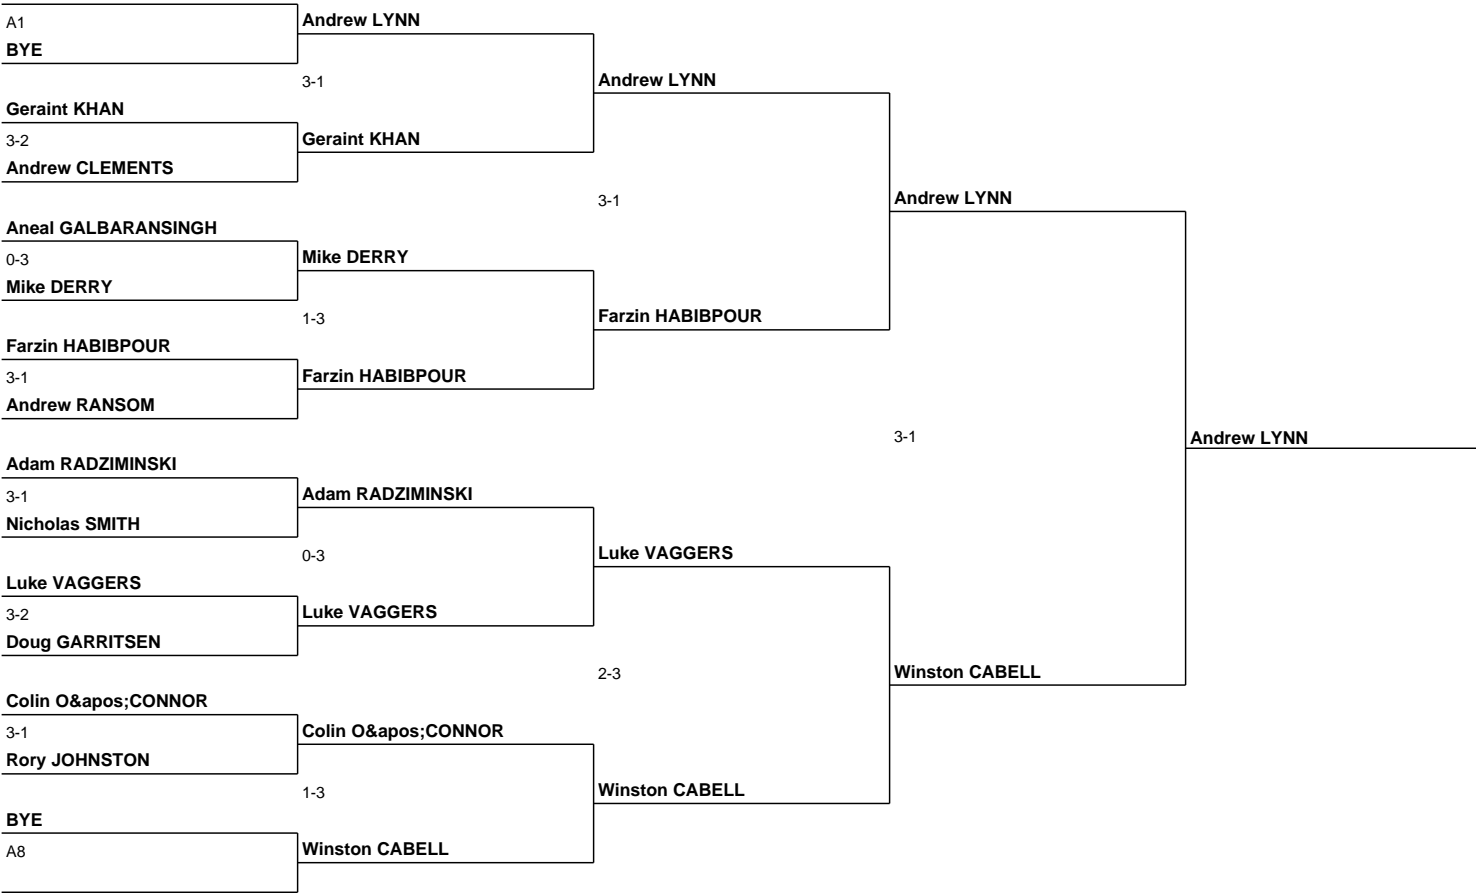 A1
BYE
Geraint KHAN
3-2
Andrew CLEMENTS
Aneal GALBARANSINGH
0-3
Mike DERRY
Farzin HABIBPOUR
3-1
Andrew RANSOM
Adam RADZIMINSKI
3-1
Nicholas SMITH
Luke VAGGERS
3-2
Doug GARRITSEN
Colin O&apos;CONNOR
3-1
Rory JOHNSTON
BYE
A8
Andrew LYNN
3-1
Geraint KHAN
Mike DERRY
1-3
Farzin HABIBPOUR
Adam RADZIMINSKI
0-3
Luke VAGGERS
Colin O&apos;CONNOR
1-3
Winston CABELL
Andrew LYNN
3-1
Farzin HABIBPOUR
Luke VAGGERS
2-3
Winston CABELL
Andrew LYNN
3-1
Winston CABELL
Andrew LYNN